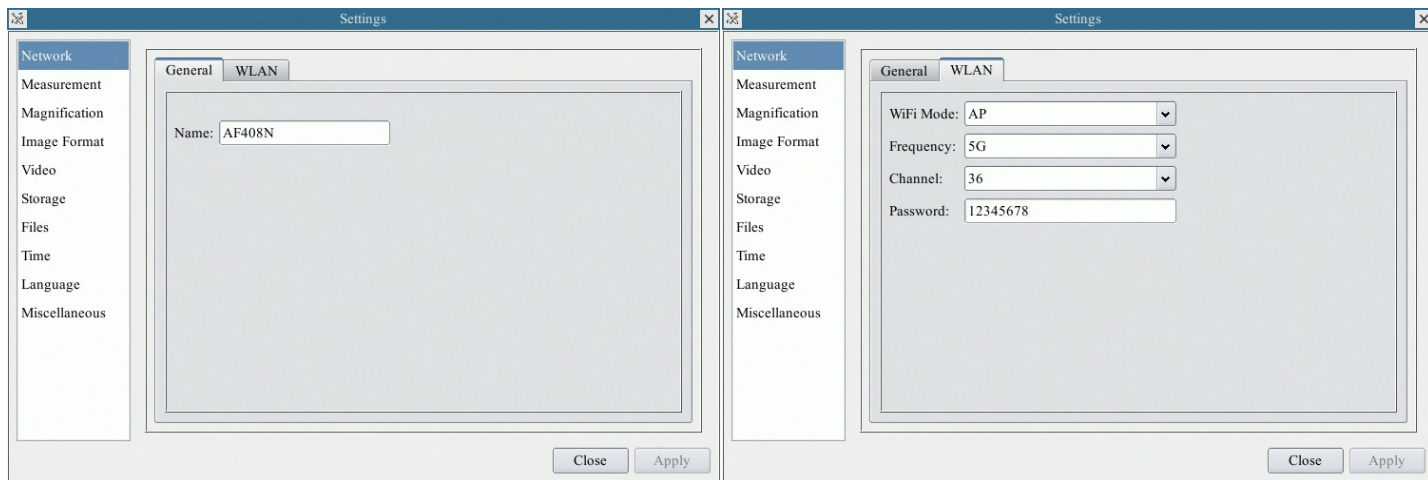 Settings
Network
Measurement
Magnification
Image Format
Video
Storage
Files
Time
Language
Miscellaneous
General WLAN
Name: AF408N
Close Apply
Settings
Network
Measurement
Magnification
Image Format
Video
Storage
Files
Time
Language
Miscellaneous
General WLAN
WiFi Mode: AP
Frequency: 5G
Channel: 36
Password: 12345678
Close Apply